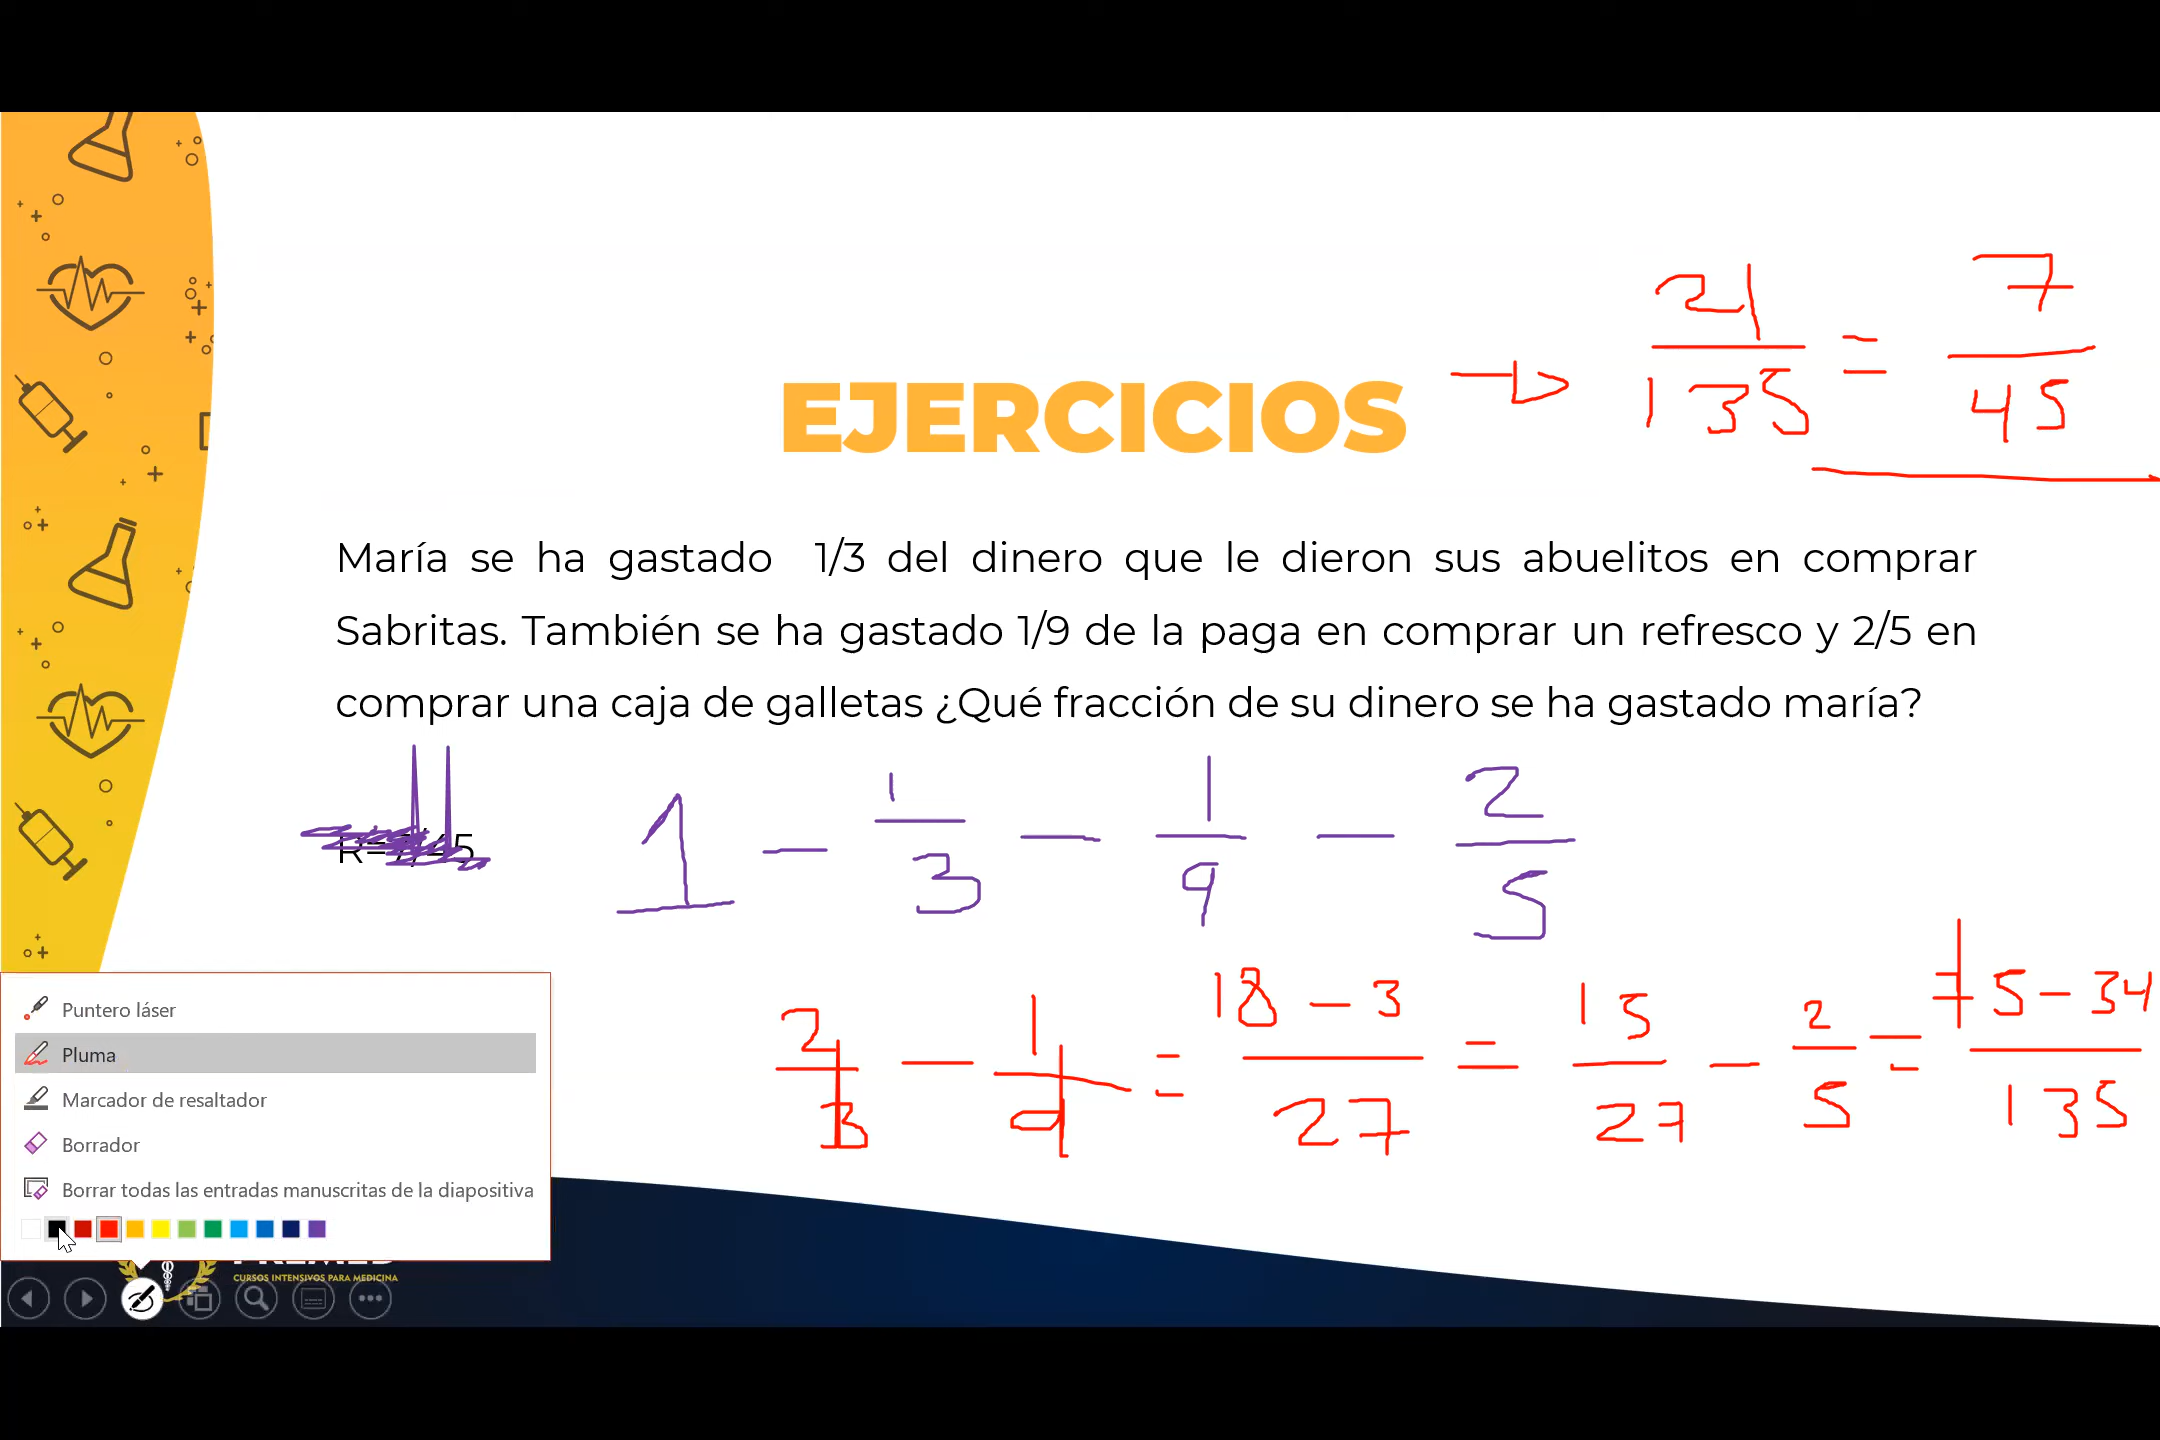 21/135 = 7/45
EJERCICIOS
María se ha gastado 1/3 del dinero que le dieron sus abuelitos en comprar
Sabritas. También se ha gastado 1/9 de la paga en comprar un refresco y 2/5 en
comprar una caja de galletas ¿Qué fracción de su dinero se ha gastado maría?
R=7/45
1 - 1/3 - 1/9 - 2/5
2/3 - 1/9 = 18 - 3/27 = 15/27 - 2/5 = 75 - 54/135
Puntero láser
Pluma
Marcador de resaltador
Borrador
Borrar todas las entradas manuscritas de la diapositiva
CURSOS INTENSIVOS PARA MEDICINA